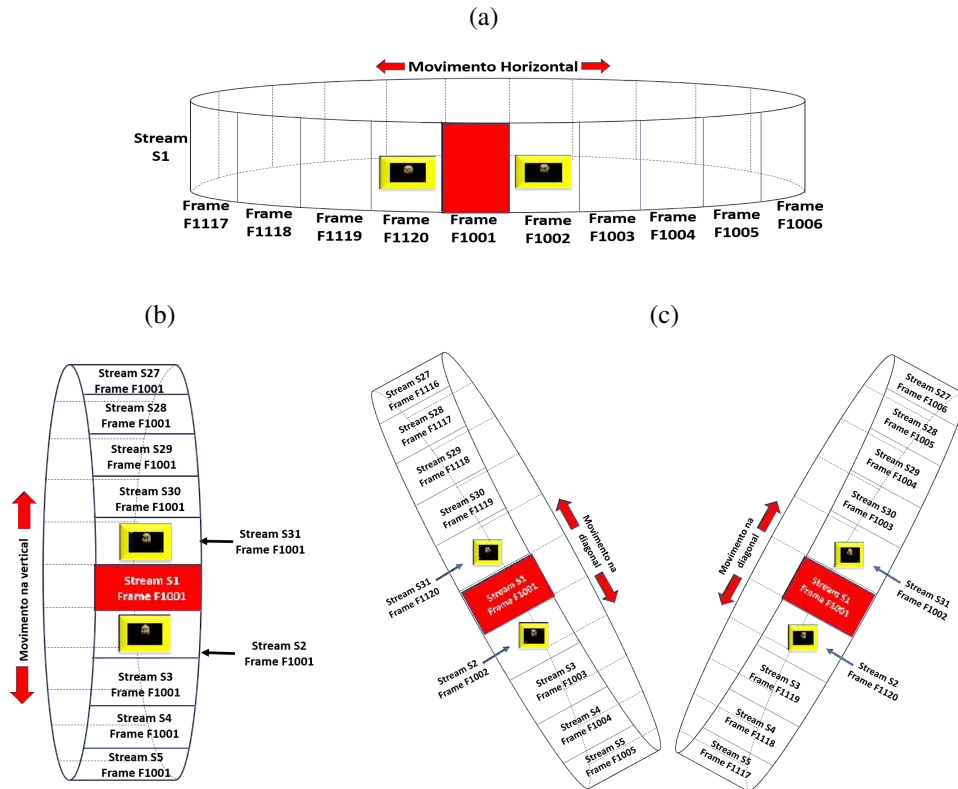 (a)
Movimento Horizontal
Stream
S1
Frame
F1117
Frame
F1118
Frame
F1119
Frame
F1120
Frame
F1001
Frame
F1002
Frame
F1003
Frame
F1004
Frame
F1005
Frame
F1006
(b)
Stream S27
Frame F1001
Stream S28
Frame F1001
Stream S29
Frame F1001
Stream S30
Frame F1001
Stream S31
Frame F1001
Stream S1
Frame F1001
Stream S2
Frame F1001
Stream S3
Frame F1001
Stream S4
Frame F1001
Stream S5
Frame F1001
Movimento na vertical
(c)
Stream S27
Frame F1116
Stream S28
Frame F1117
Stream S29
Frame F1118
Stream S30
Frame F1119
Stream S31
Frame F1120
Stream S1
Frame F1001
Stream S2
Frame F1002
Stream S3
Frame F1003
Stream S4
Frame F1004
Stream S5
Frame F1005
Movimento na
diagonal
Stream S27
Frame F1006
Stream S28
Frame F1005
Stream S29
Frame F1004
Stream S30
Frame F1003
Stream S31
Frame F1002
Stream S1
Frame F1001
Stream S2
Frame F1120
Stream S3
Frame F1119
Stream S4
Frame F1118
Stream S5
Frame F1117
Movimento na
diagonal